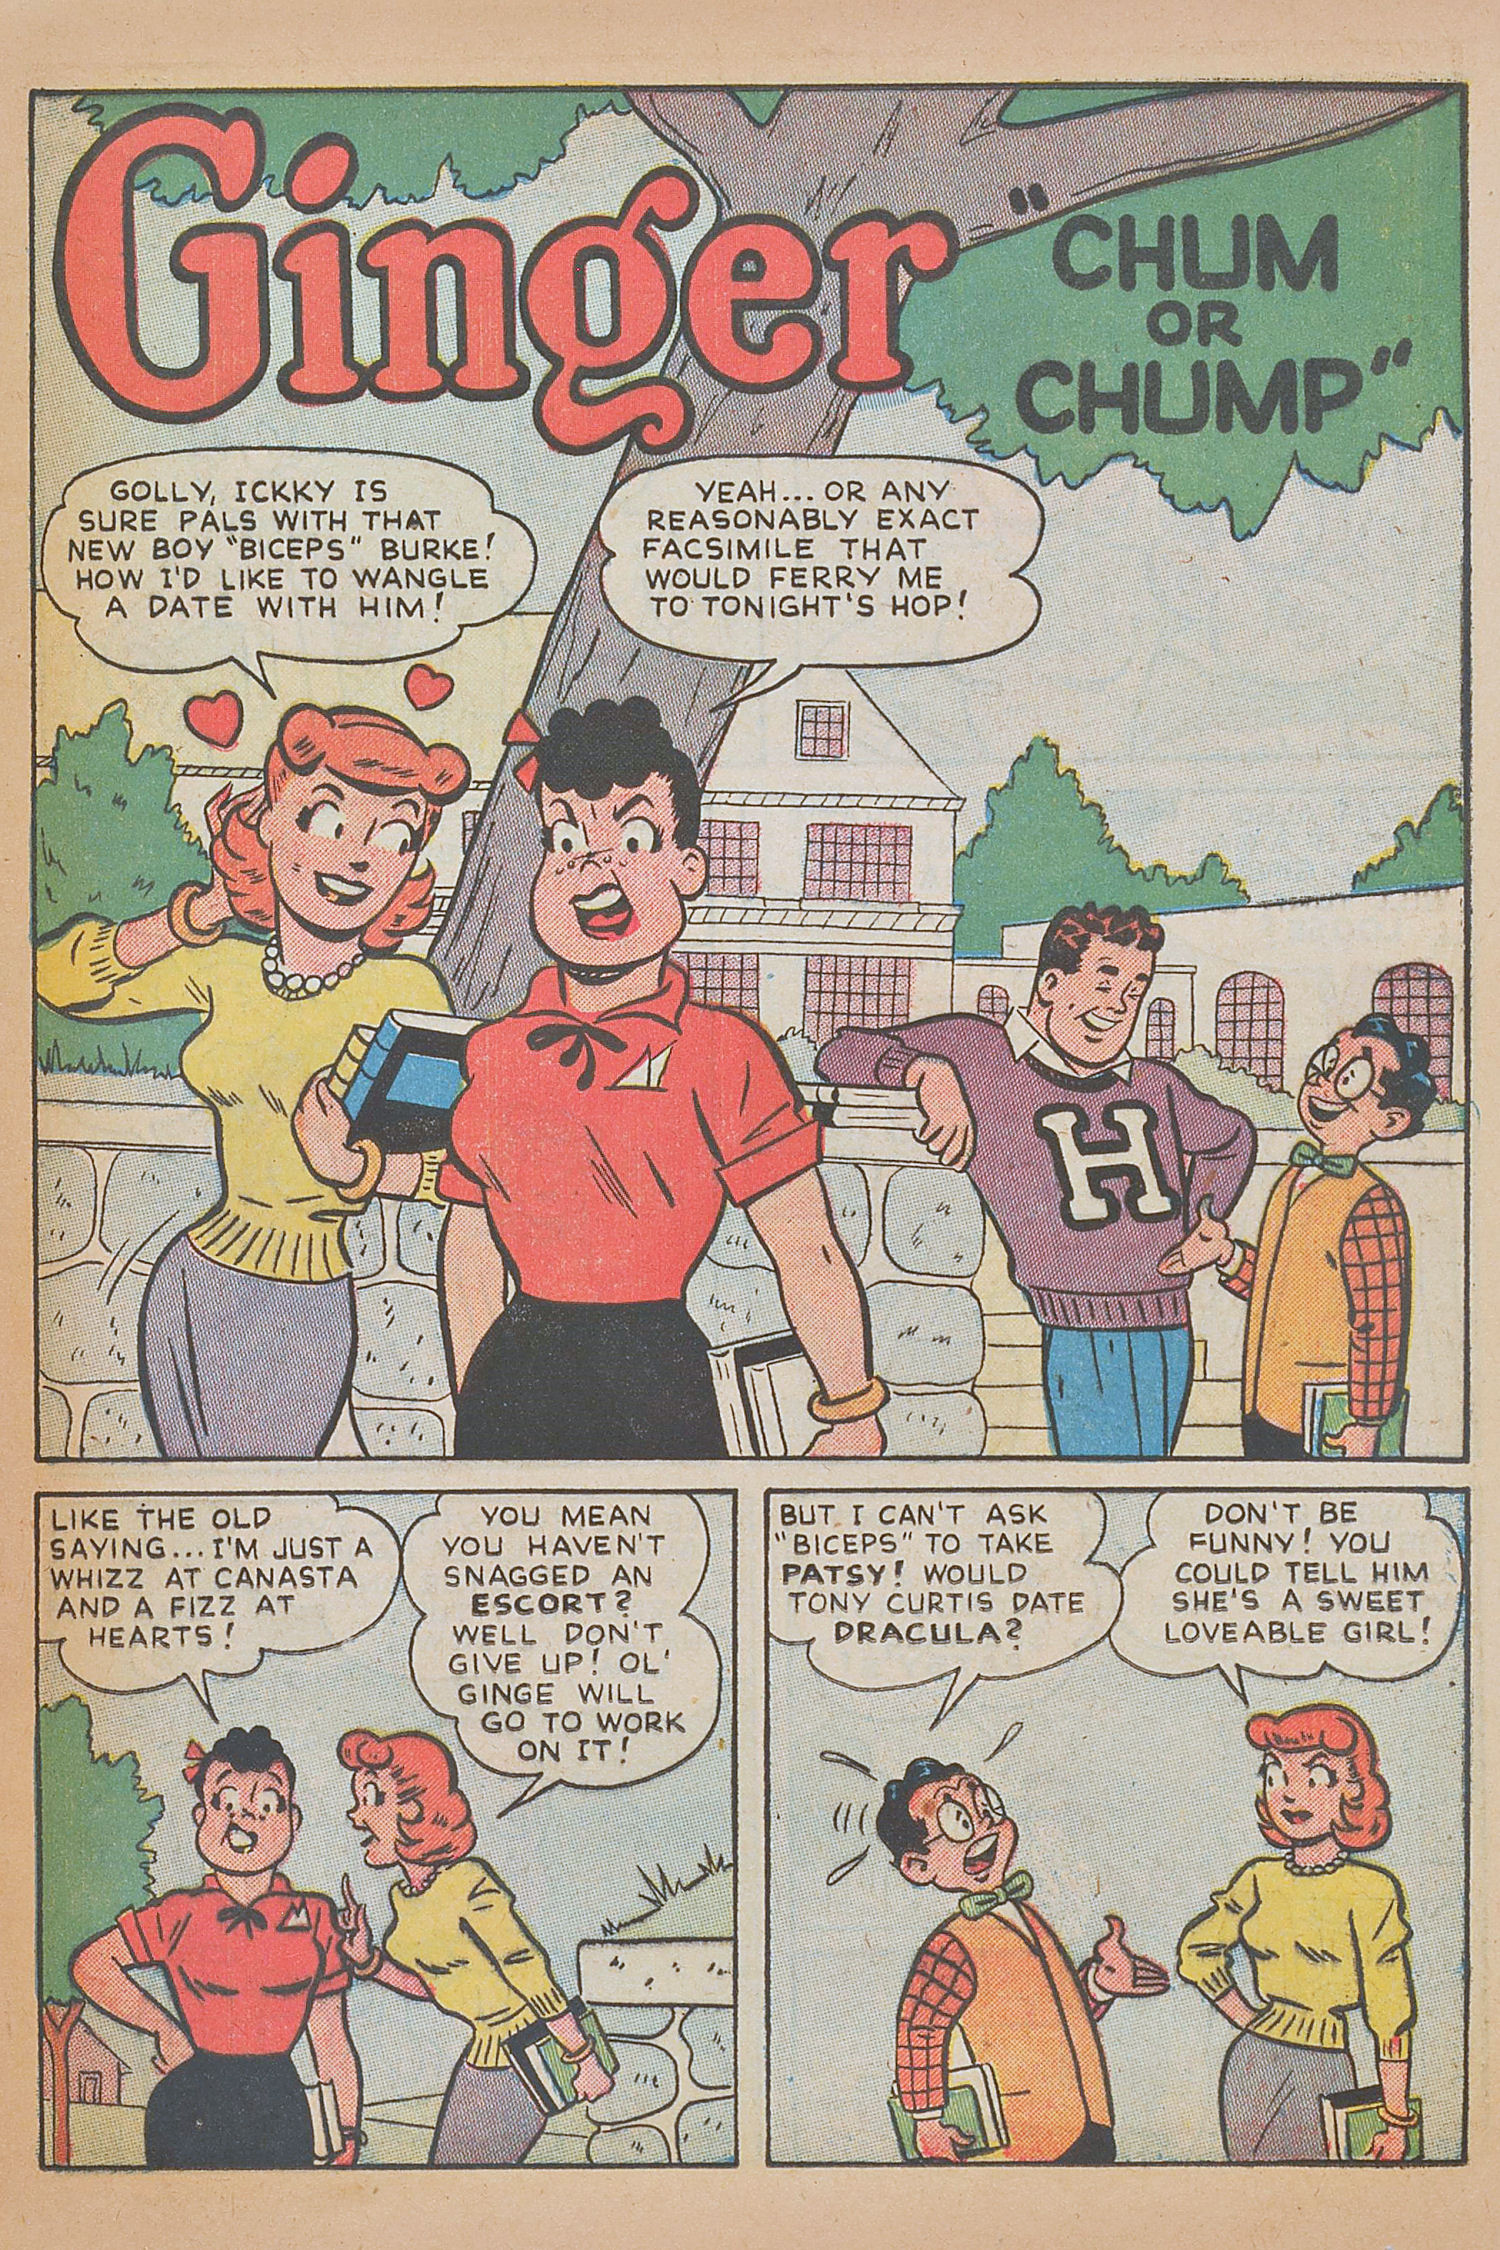 Ginger
"CHUM
OR
CHUMP"
GOLLY, ICKKY IS
SURE PALS WITH THAT
NEW BOY "BICEPS" BURKE!
HOW I'D LIKE TO WANGLE
A DATE WITH HIM!
YEAH... OR ANY
REASONABLY EXACT
FACSIMILE THAT
WOULD FERRY ME
TO TONIGHT'S HOP!
H
LIKE THE OLD
SAYING... I'M JUST A
WHIZZ AT CANASTA
AND A FIZZ AT
HEARTS!
YOU MEAN
YOU HAVEN'T
SNAGGED AN
ESCORT?
WELL DON'T
GIVE UP! OL'
GINGE WILL
GO TO WORK
ON IT!
BUT I CAN'T ASK
"BICEPS" TO TAKE
PATSY! WOULD
TONY CURTIS DATE
DRACULA?
DON'T BE
FUNNY! YOU
COULD TELL HIM
SHE'S A SWEET
LOVEABLE GIRL!